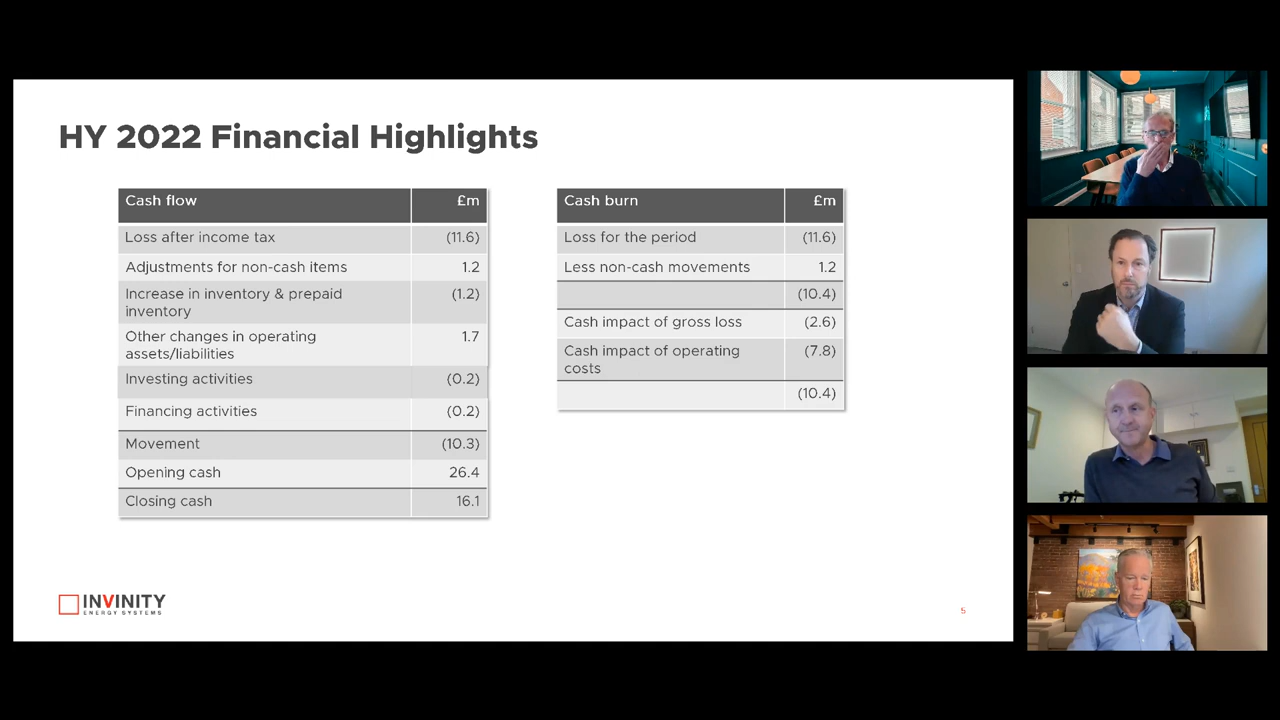 HY 2022 Financial Highlights
Cash flow £m
Loss after income tax (11.6)
Adjustments for non-cash items 1.2
Increase in inventory & prepaid (1.2)
inventory
Other changes in operating 1.7
assets/liabilities
Investing activities (0.2)
Financing activities (0.2)
Movement (10.3)
Opening cash 26.4
Closing cash 16.1
Cash burn £m
Loss for the period (11.6)
Less non-cash movements 1.2
(10.4)
Cash impact of gross loss (2.6)
Cash impact of operating (7.8)
costs
(10.4)
INVINITY
ENERGY SYSTEMS
5